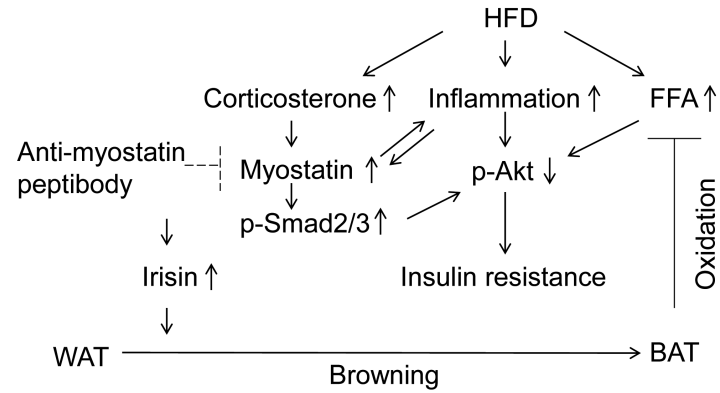 HFD
Corticosterone ↑
Inflammation ↑
FFA ↑
Anti-myostatin
peptibody
Myostatin ↑
p-Akt ↓
p-Smad2/3 ↑
Oxidation
Irisin ↑
Insulin resistance
WAT
BAT
Browning